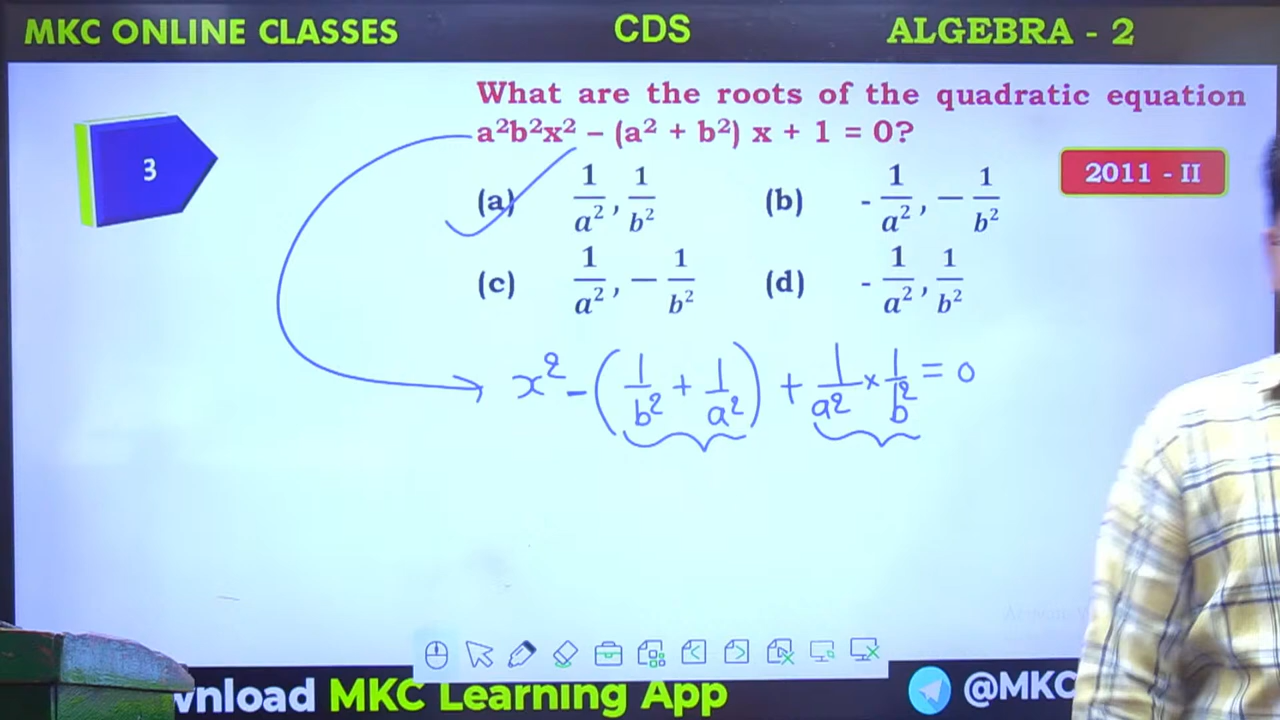 MKC ONLINE CLASSES CDS ALGEBRA - 2
3
What are the roots of the quadratic equation
a²b²x² – (a² + b²) x + 1 = 0?
2011 - II
(a) 1/a², 1/b² (b) - 1/a², – 1/b²
(c) 1/a², – 1/b² (d) - 1/a², 1/b²
x² – (1/b² + 1/a²) + 1/a² × 1/b² = 0
MKC Learning App @MKC